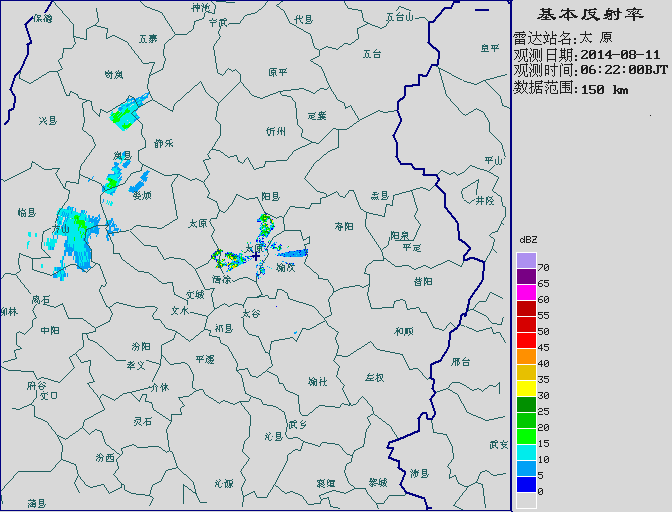 基本反射率
雷达站名:太 原
观测日期:2014-08-11
观测时间:06:22:00BJT
数据范围:150 km
dBZ
70
65
60
55
50
45
40
35
30
25
20
15
10
5
0
保德
神池
宁武
代县
五台山
五寨
阜平
五台
岢岚
原平
兴县
定襄
忻州
静乐
岚县
平山
娄烦
阳县
盂县
井陉
临县
方山
太原
寿阳
阳泉
平定
太原
榆次
清徐
昔阳
文城
离石
柳林
文水
太谷
祁县
中阳
和顺
汾阳
平遥
孝义
邢台
介休
榆社
左权
灵石
武乡
沁县
武安
汾西
沁源
襄垣
黎城
涉县
蒲县